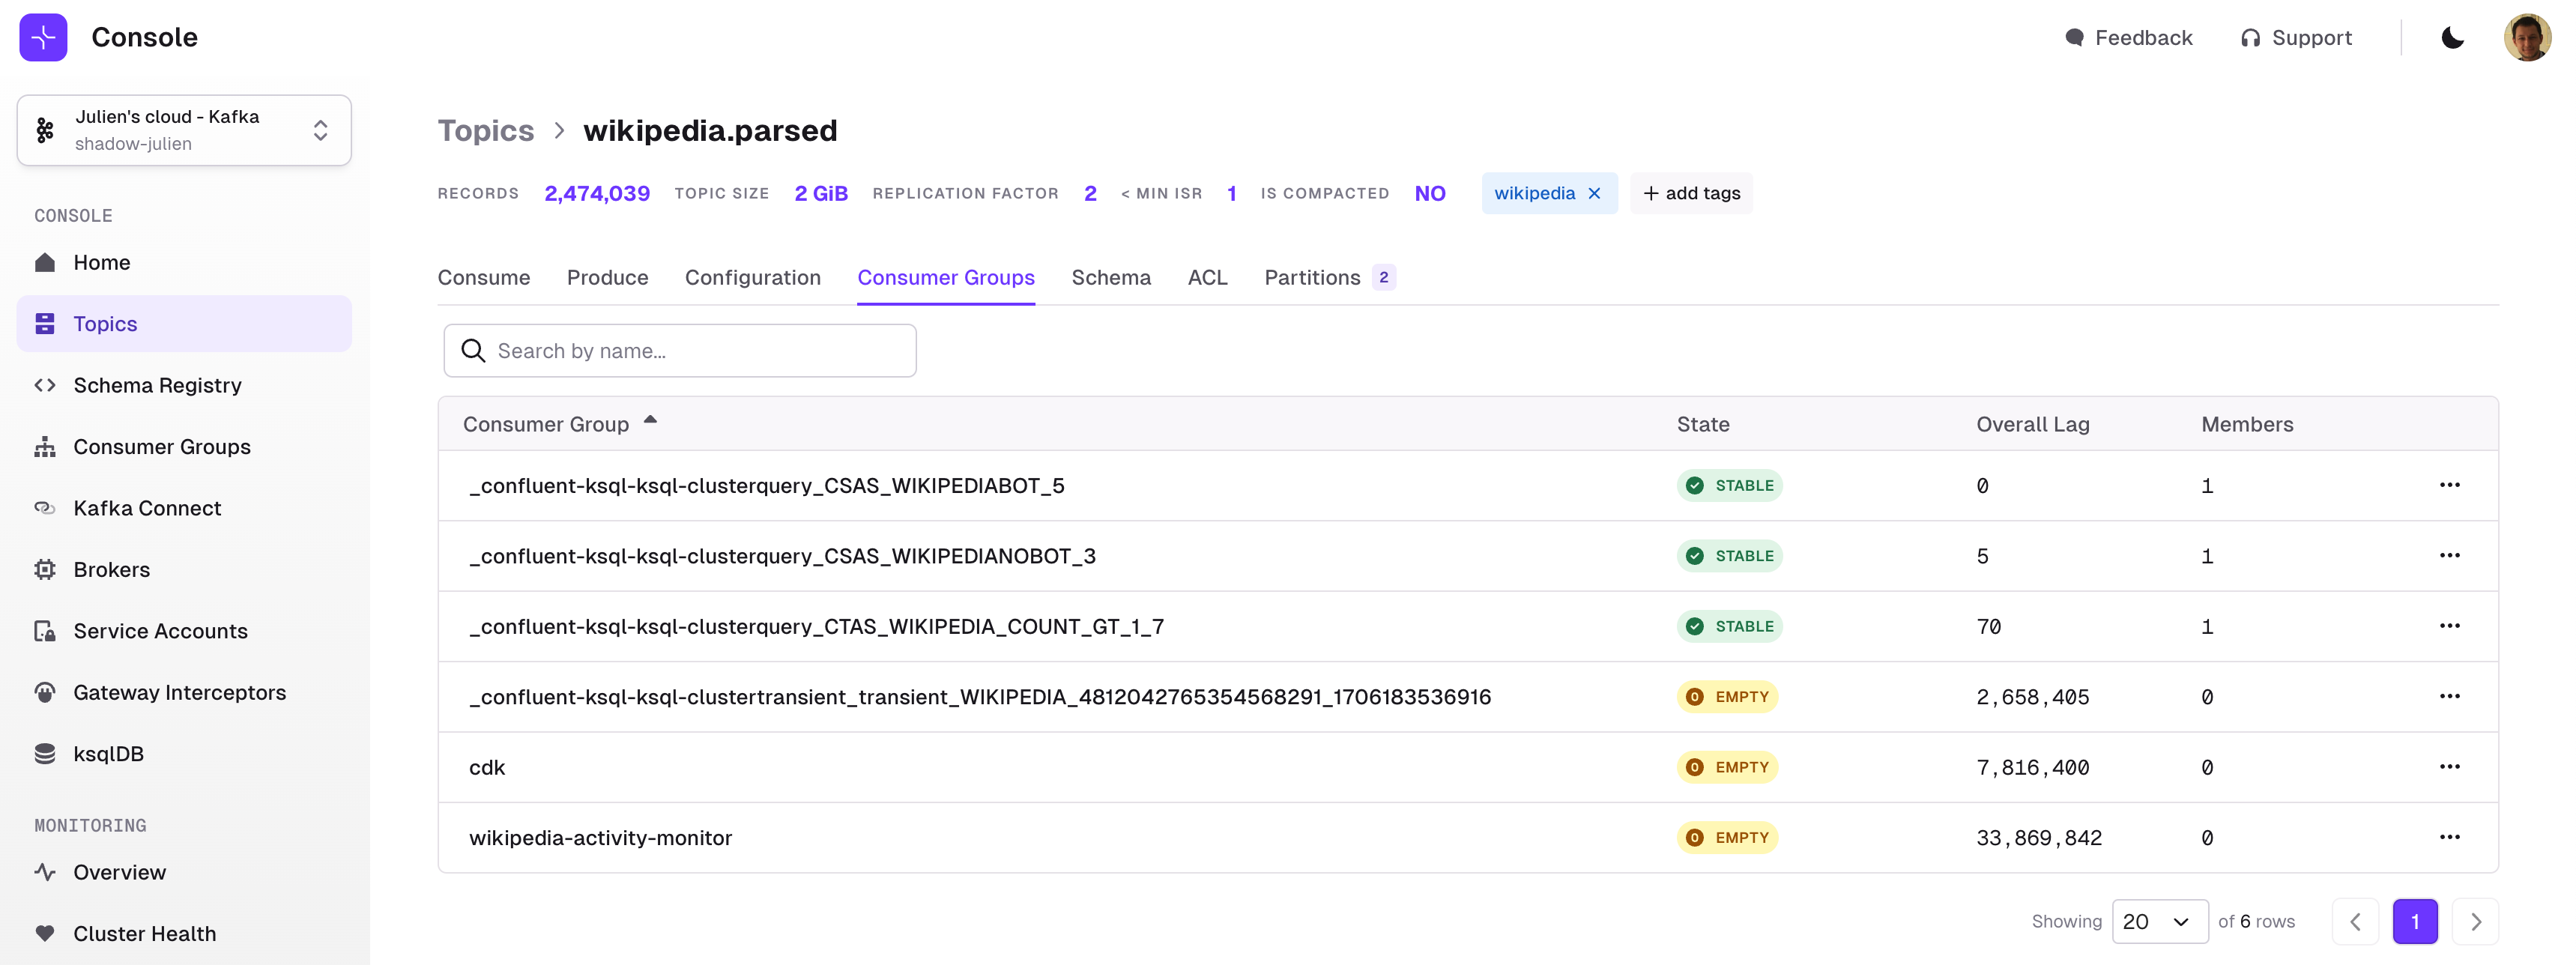 Console
Feedback
Support
Julien's cloud - Kafka
shadow-julien
CONSOLE
Home
Topics
Schema Registry
Consumer Groups
Kafka Connect
Brokers
Service Accounts
Gateway Interceptors
ksqlDB
MONITORING
Overview
Cluster Health
Topics > wikipedia.parsed
RECORDS 2,474,039 TOPIC SIZE 2 GiB REPLICATION FACTOR 2 < MIN ISR 1 IS COMPACTED NO wikipedia × + add tags
Consume Produce Configuration Consumer Groups Schema ACL Partitions 2
Search by name...
Consumer Group State Overall Lag Members
_confluent-ksql-ksql-clusterquery_CSAS_WIKIPEDIABOT_5 STABLE 0 1
_confluent-ksql-ksql-clusterquery_CSAS_WIKIPEDIANOBOT_3 STABLE 5 1
_confluent-ksql-ksql-clusterquery_CTAS_WIKIPEDIA_COUNT_GT_1_7 STABLE 70 1
_confluent-ksql-ksql-clustertransient_transient_WIKIPEDIA_4812042765354568291_1706183536916 0 EMPTY 2,658,405 0
cdk 0 EMPTY 7,816,400 0
wikipedia-activity-monitor 0 EMPTY 33,869,842 0
Showing 20 of 6 rows 1